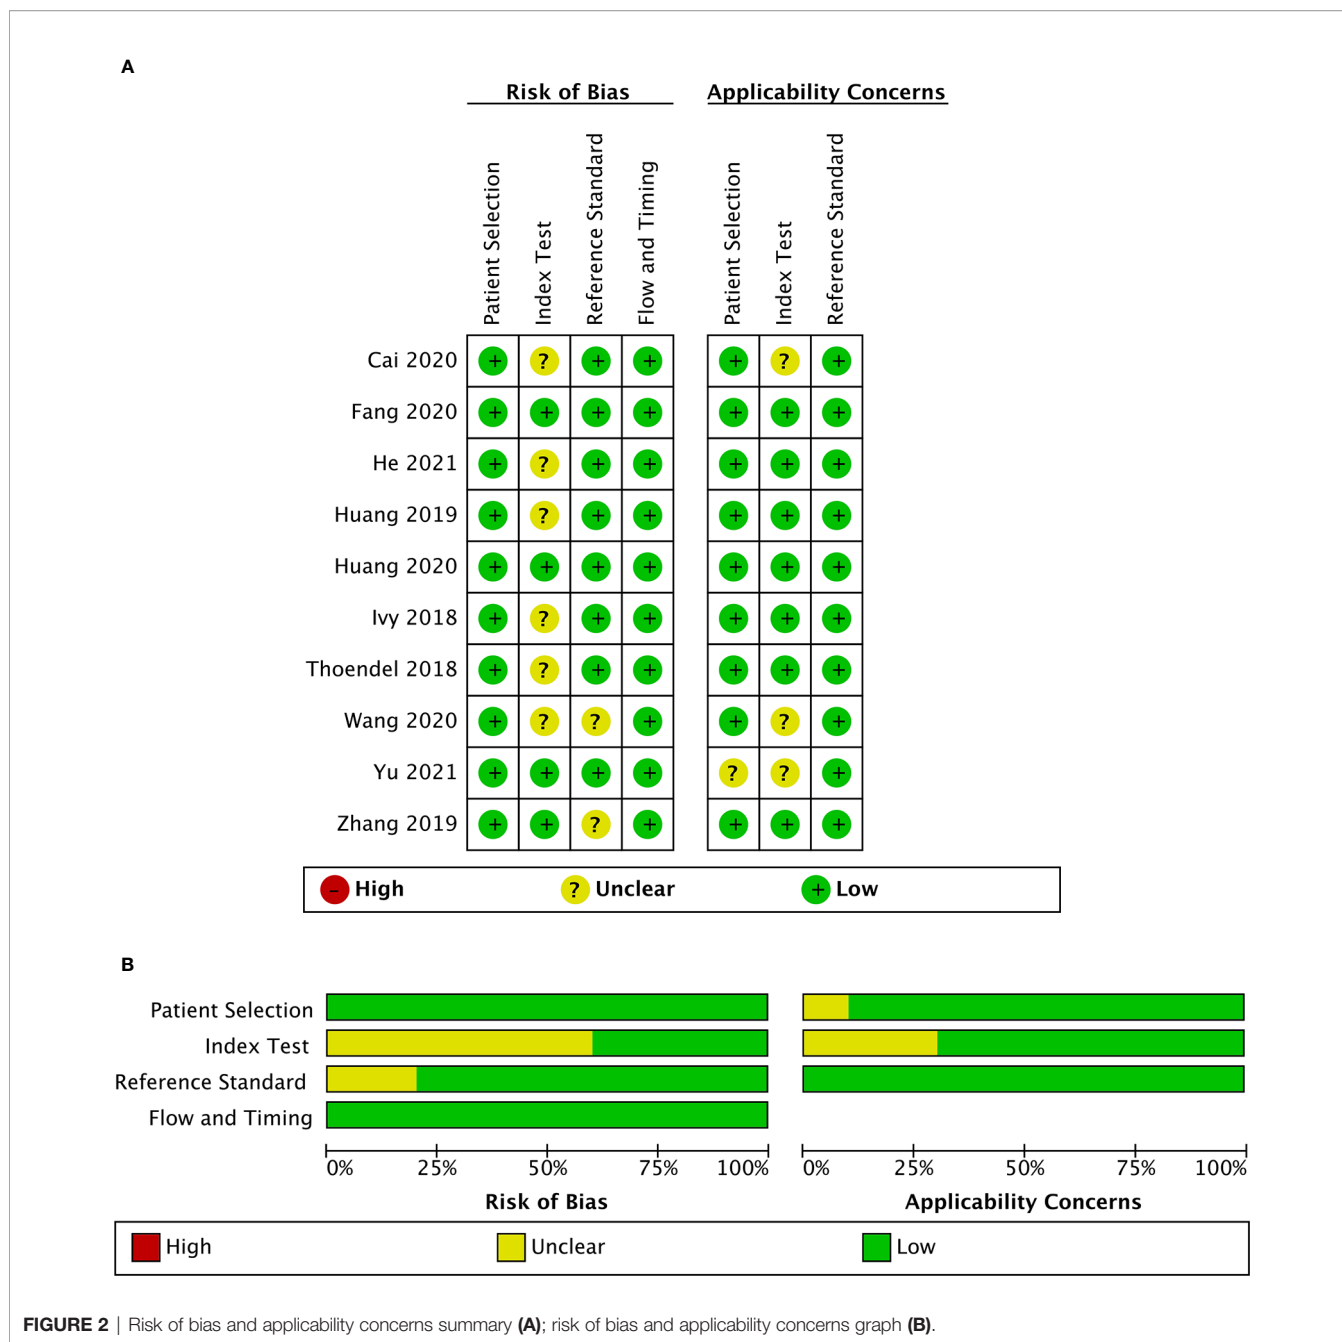 A
Risk of Bias Applicability Concerns
Patient Selection
Index Test
Reference Standard
Flow and Timing
Patient Selection
Index Test
Reference Standard
Cai 2020 + ? + + + ? +
Fang 2020 + + + + + + +
He 2021 + ? + + + + +
Huang 2019 + ? + + + + +
Huang 2020 + + + + + + +
Ivy 2018 + ? + + + + +
Thoendel 2018 + ? + + + + +
Wang 2020 + ? ? + + ? +
Yu 2021 + + + + ? ? +
Zhang 2019 + + ? + + + +
– High ? Unclear + Low
B
Patient Selection
Index Test
Reference Standard
Flow and Timing
0% 25% 50% 75% 100% 0% 25% 50% 75% 100%
Risk of Bias Applicability Concerns
High Unclear Low
FIGURE 2 | Risk of bias and applicability concerns summary (A); risk of bias and applicability concerns graph (B).